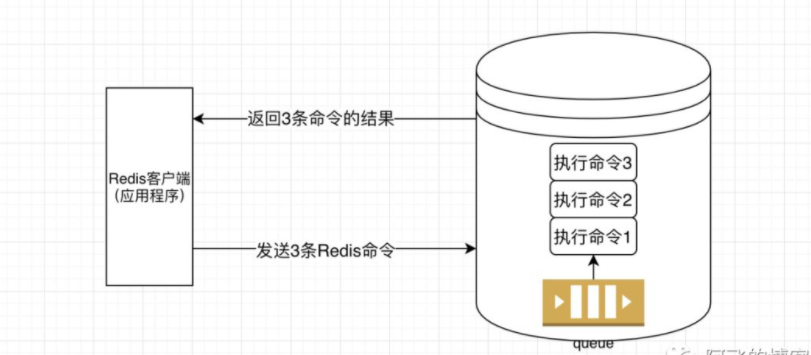 返回3条命令的结果
执行命令3
Redis客户端
(应用程序)
执行命令2
执行命令1
发送3条Redis命令
queue